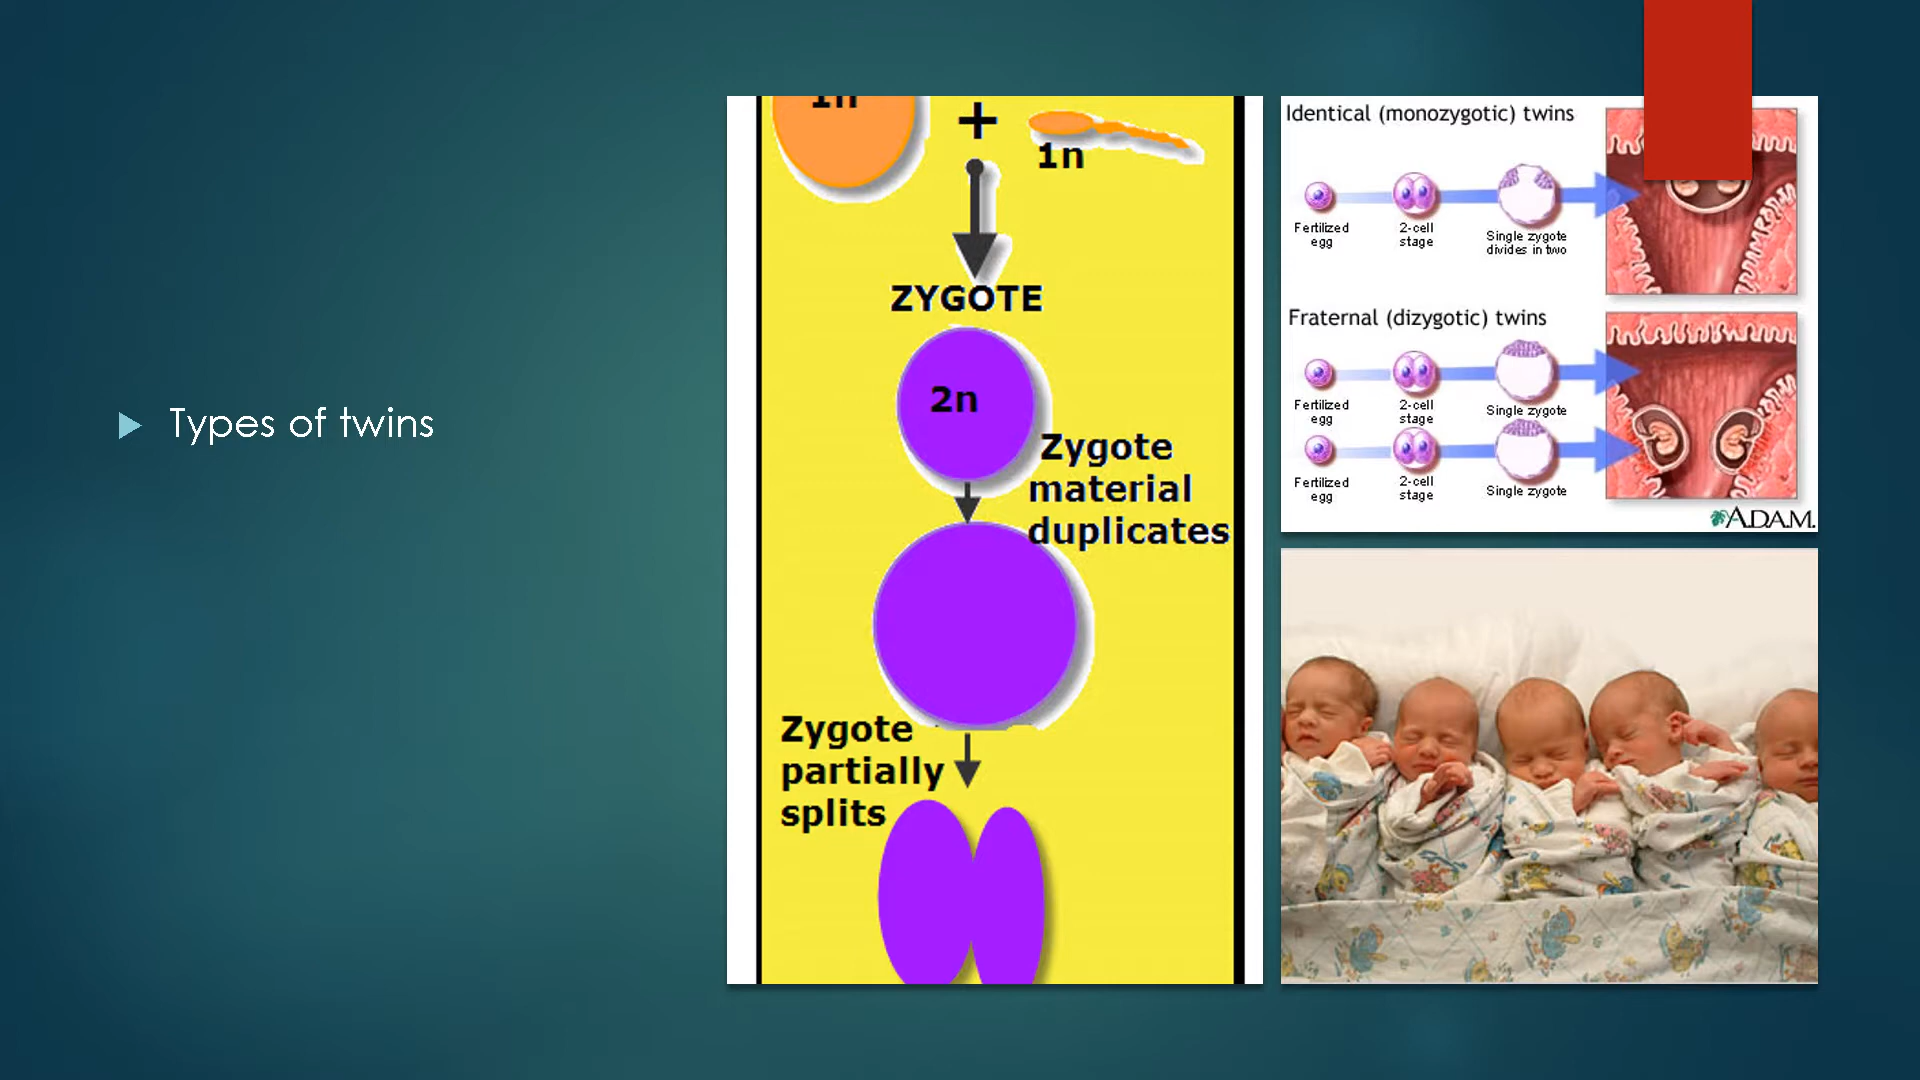 Types of twins
1n
+
1n
ZYGOTE
2n
Zygote
material
duplicates
Zygote
partially
splits
Identical (monozygotic) twins
Fertilized
egg
2-cell
stage
Single zygote
divides in two
Fraternal (dizygotic) twins
Fertilized
egg
2-cell
stage
Single zygote
Fertilized
egg
2-cell
stage
Single zygote
A.D.A.M.